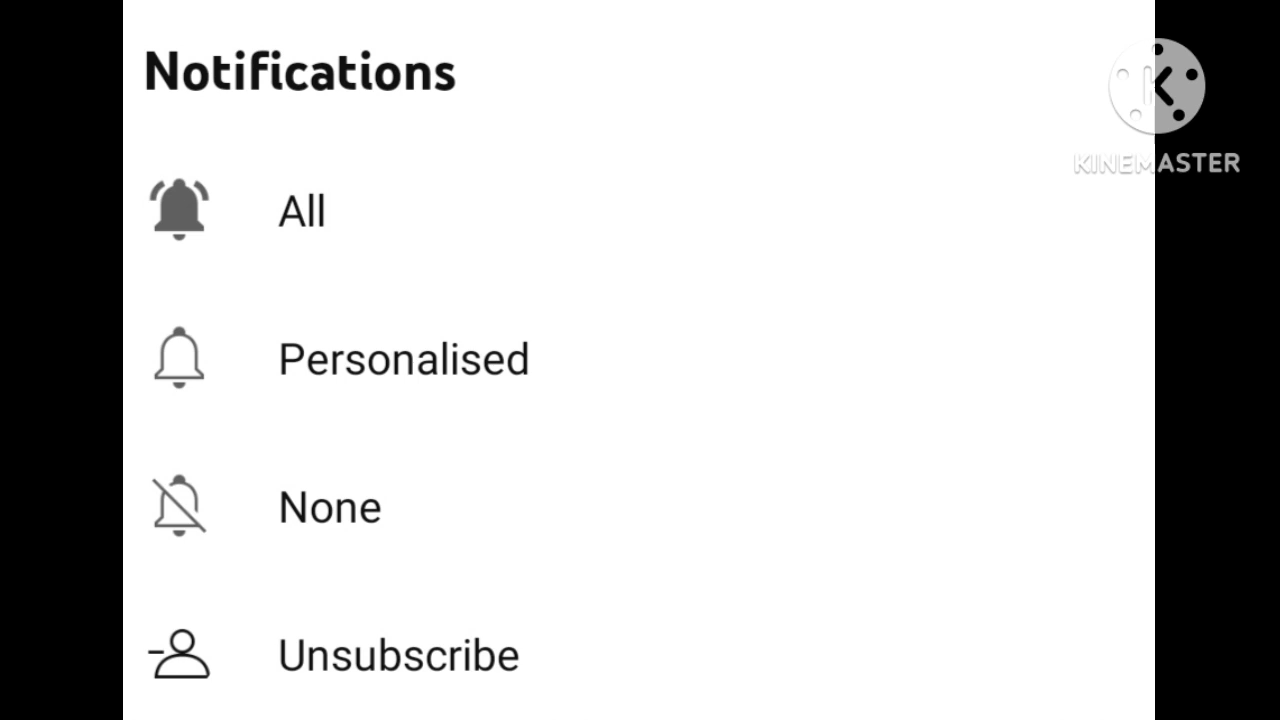 Notifications
K
KINEMASTER
All
Personalised
None
Unsubscribe